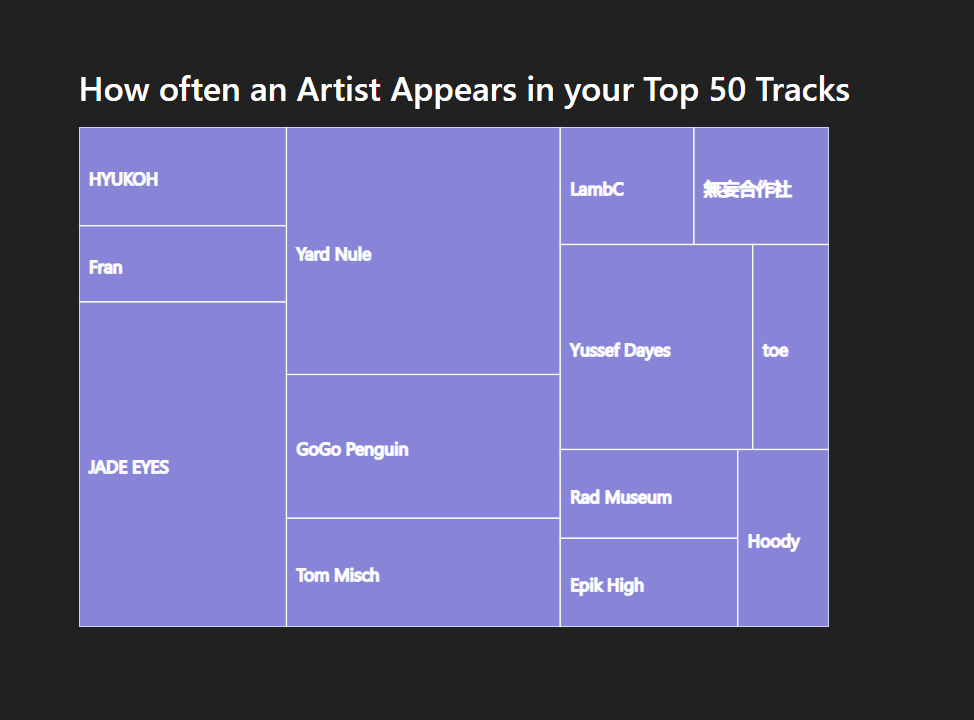 How often an Artist Appears in your Top 50 Tracks
HYUKOH
Fran
JADE EYES
Yard Nule
GoGo Penguin
Tom Misch
LambC
無妄合作社
Yussef Dayes
toe
Rad Museum
Epik High
Hoody